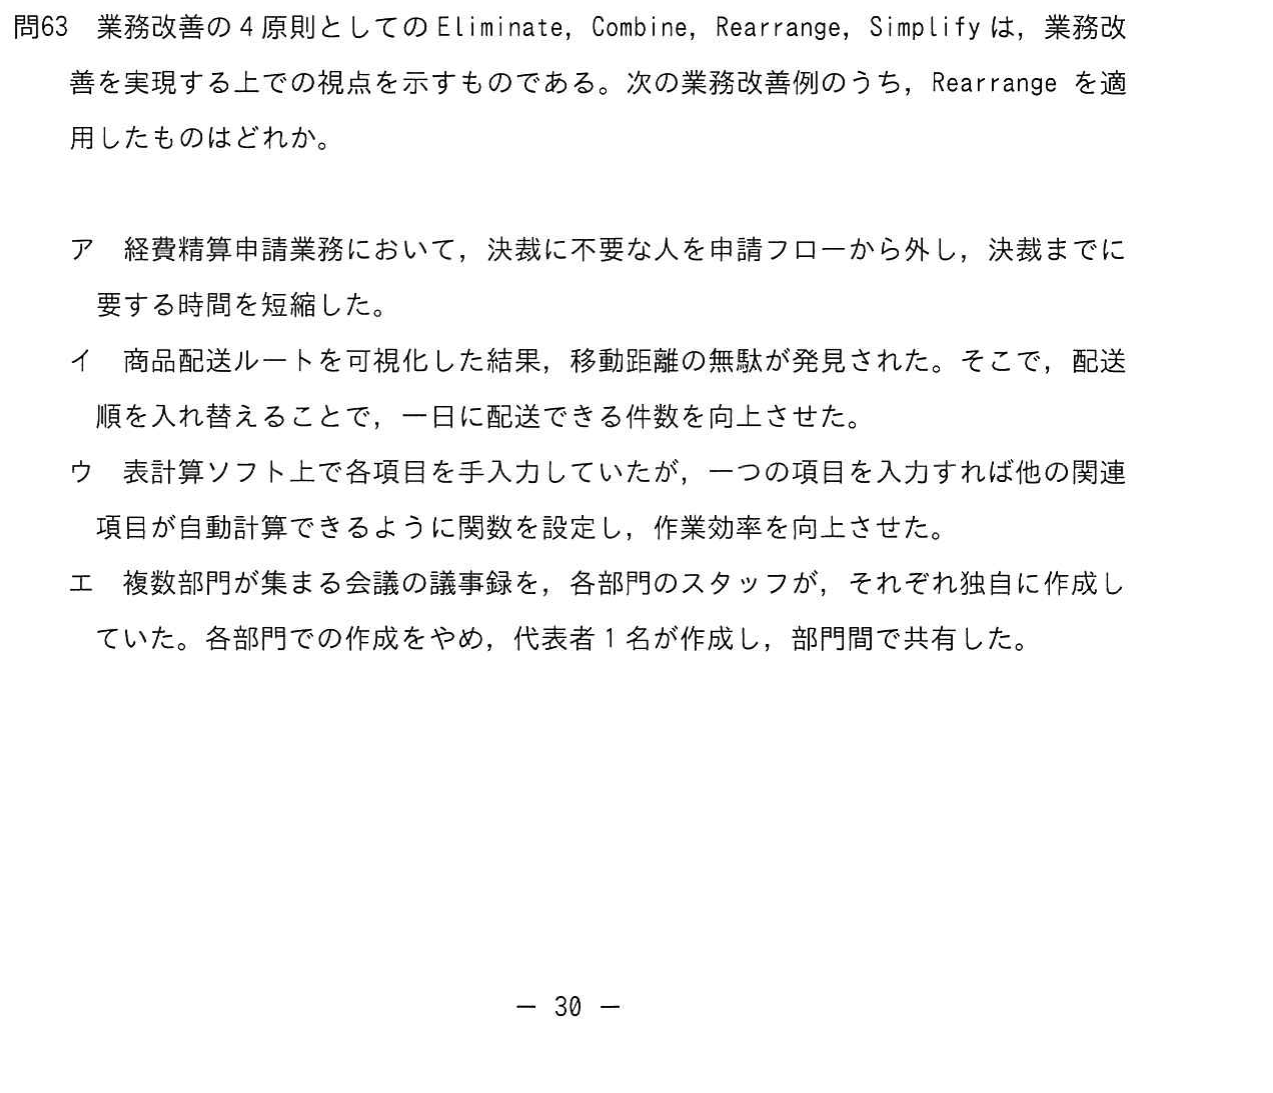 問63　業務改善の4原則としてのEliminate，Combine，Rearrange，Simplifyは，業務改
善を実現する上での視点を示すものである。次の業務改善例のうち，Rearrange を適
用したものはどれか。
ア　経費精算申請業務において，決裁に不要な人を申請フローから外し，決裁までに
要する時間を短縮した。
イ　商品配送ルートを可視化した結果，移動距離の無駄が発見された。そこで，配送
順を入れ替えることで，一日に配送できる件数を向上させた。
ウ　表計算ソフト上で各項目を手入力していたが，一つの項目を入力すれば他の関連
項目が自動計算できるように関数を設定し，作業効率を向上させた。
エ　複数部門が集まる会議の議事録を，各部門のスタッフが，それぞれ独自に作成し
ていた。各部門での作成をやめ，代表者1名が作成し，部門間で共有した。
― 30 ―